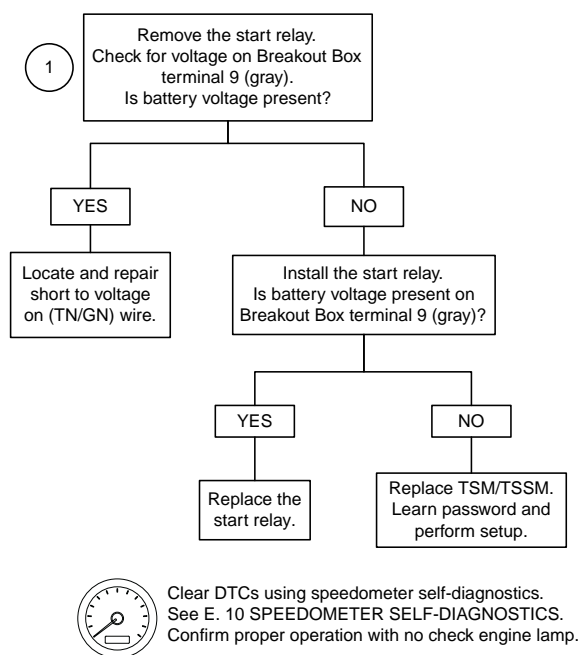 1
Remove the start relay.
Check for voltage on Breakout Box
terminal 9 (gray).
Is battery voltage present?
YES
NO
Locate and repair
short to voltage
on (TN/GN) wire.
Install the start relay.
Is battery voltage present on
Breakout Box terminal 9 (gray)?
YES
NO
Replace the
start relay.
Replace TSM/TSSM.
Learn password and
perform setup.
Clear DTCs using speedometer self-diagnostics.
See E. 10 SPEEDOMETER SELF-DIAGNOSTICS.
Confirm proper operation with no check engine lamp.